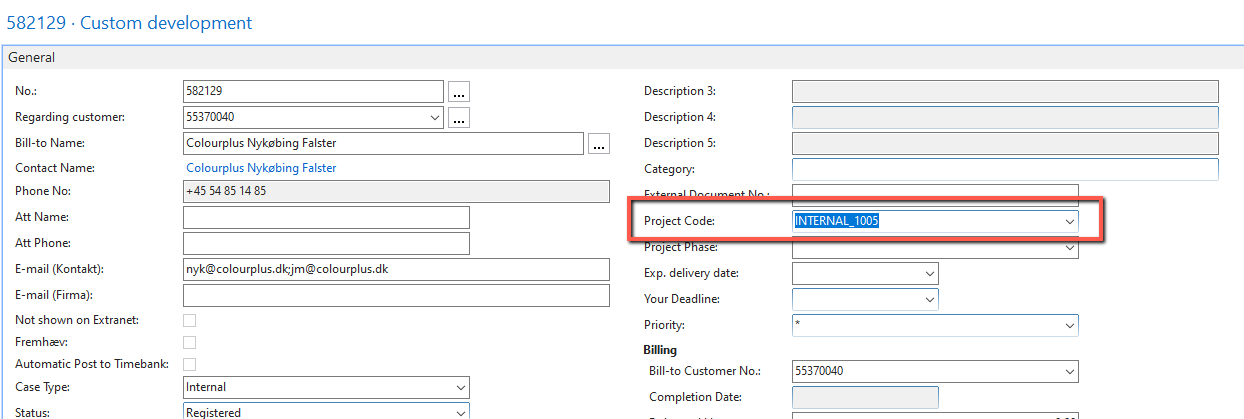 582129 · Custom development
General
No.: 582129 ...
Regarding customer: 55370040 ...
Bill-to Name: Colourplus Nykøbing Falster ...
Contact Name: Colourplus Nykøbing Falster
Phone No: +45 54 85 14 85
Att Name:
Att Phone:
E-mail (Kontakt): nyk@colourplus.dk;jm@colourplus.dk
E-mail (Firma):
Not shown on Extranet:
Fremhæv:
Automatic Post to Timebank:
Case Type: Internal
Status: Registered
Description 3:
Description 4:
Description 5:
Category:
External Document No.:
Project Code: INTERNAL_1005
Project Phase:
Exp. delivery date:
Your Deadline:
Priority: *
Billing
Bill-to Customer No.: 55370040
Completion Date: